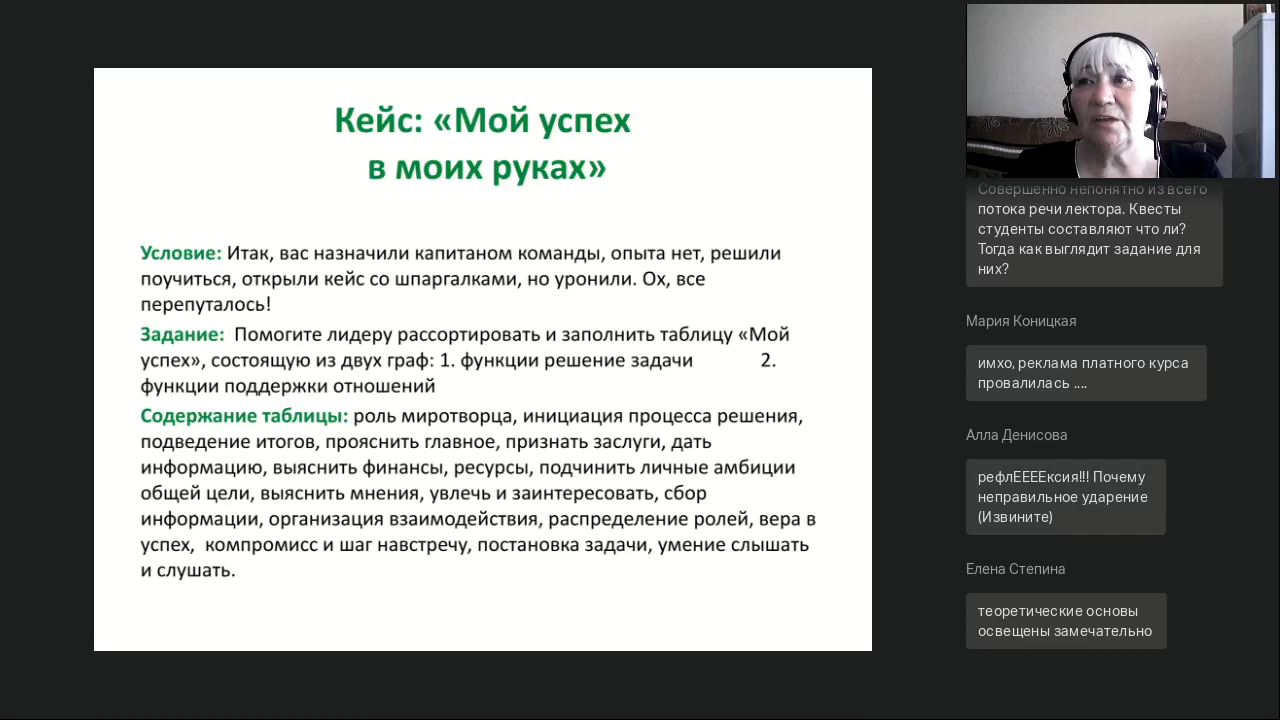 Кейс: «Мой успех
в моих руках»
Условие: Итак, вас назначили капитаном команды, опыта нет, решили
поучиться, открыли кейс со шпаргалками, но уронили. Ох, все
перепуталось!
Задание: Помогите лидеру рассортировать и заполнить таблицу «Мой
успех», состоящую из двух граф: 1. функции решение задачи 2.
функции поддержки отношений
Содержание таблицы: роль миротворца, инициация процесса решения,
подведение итогов, прояснить главное, признать заслуги, дать
информацию, выяснить финансы, ресурсы, подчинить личные амбиции
общей цели, выяснить мнения, увлечь и заинтересовать, сбор
информации, организация взаимодействия, распределение ролей, вера в
успех, компромисс и шаг навстречу, постановка задачи, умение слышать
и слушать.
Совершенно непонятно из всего
потока речи лектора. Квесты
студенты составляют что ли?
Тогда как выглядит задание для
них?
Мария Коницкая
имхо, реклама платного курса
провалилась ....
Алла Денисова
рефлЕЕЕЕксия!!! Почему
неправильное ударение
(Извините)
Елена Степина
теоретические основы
освещены замечательно